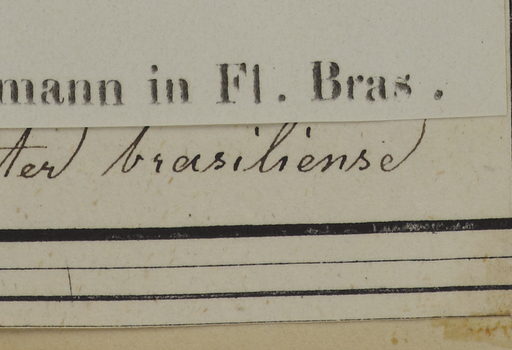 mann in Fl. Bras.
ter brasiliense